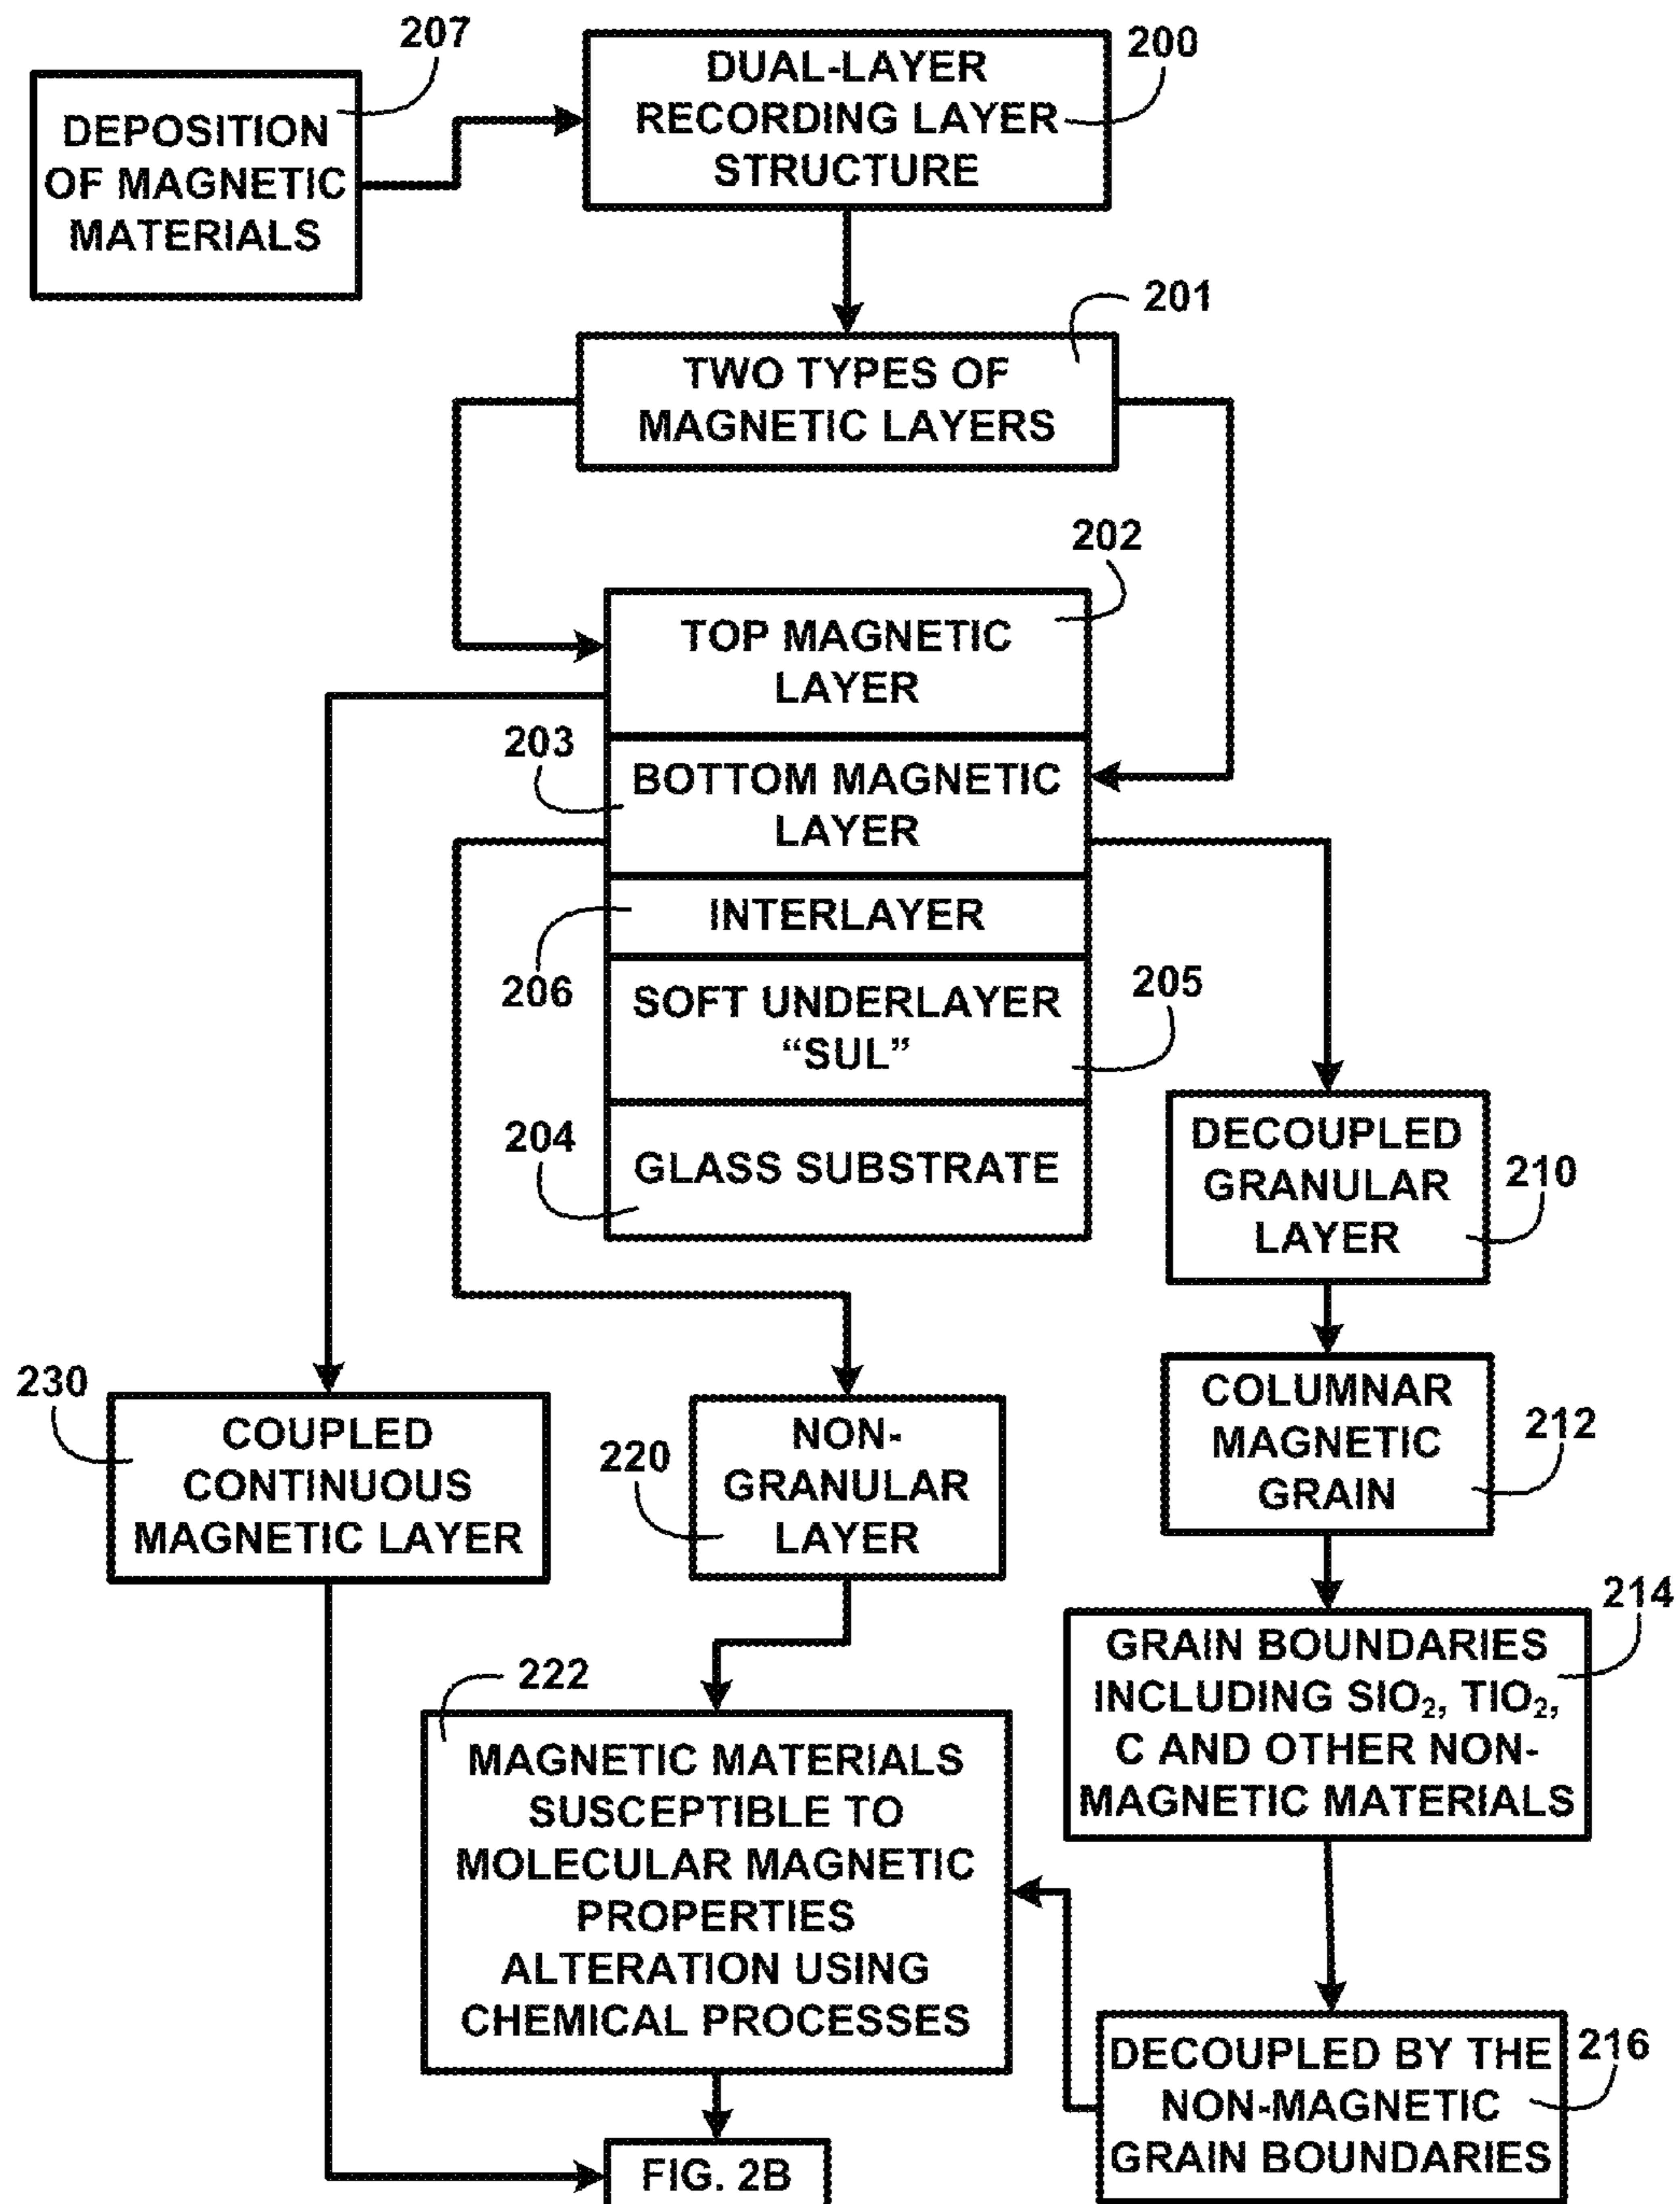 207
DEPOSITION
OF MAGNETIC
MATERIALS
200
DUAL-LAYER
RECORDING LAYER
STRUCTURE
201
TWO TYPES OF
MAGNETIC LAYERS
202
TOP MAGNETIC
LAYER
203
BOTTOM MAGNETIC
LAYER
INTERLAYER
206
SOFT UNDERLAYER
“SUL”
205
204
GLASS SUBSTRATE
DECOUPLED
GRANULAR
LAYER
210
COLUMNAR
MAGNETIC
GRAIN
212
230
COUPLED
CONTINUOUS
MAGNETIC LAYER
220
NON-
GRANULAR
LAYER
214
GRAIN BOUNDARIES
INCLUDING SIO₂, TIO₂,
C AND OTHER NON-
MAGNETIC MATERIALS
222
MAGNETIC MATERIALS
SUSCEPTIBLE TO
MOLECULAR MAGNETIC
PROPERTIES
ALTERATION USING
CHEMICAL PROCESSES
216
DECOUPLED BY THE
NON-MAGNETIC
GRAIN BOUNDARIES
FIG. 2B